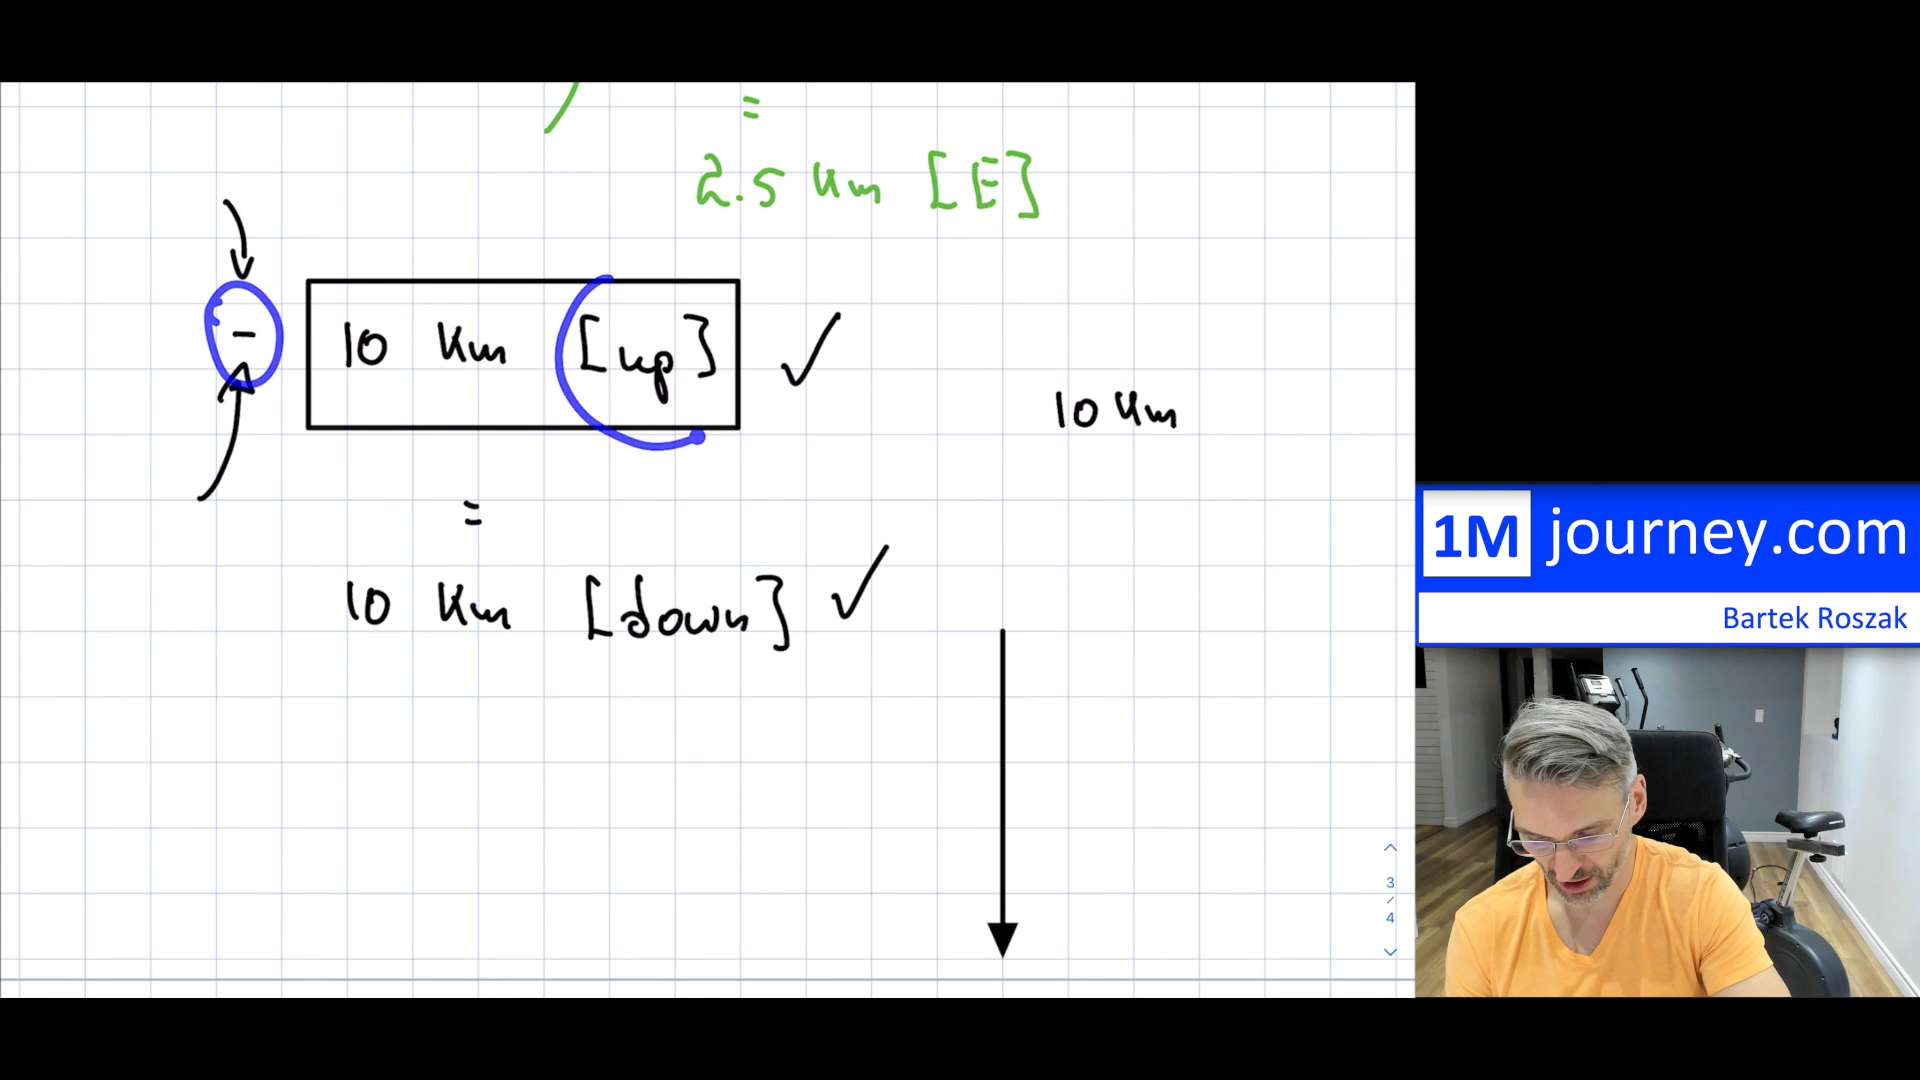 =
2.5 Km [E]
- 10 Km [up]
10 Km
=
10 Km [down]
1M journey.com
Bartek Roszak
3
/
4